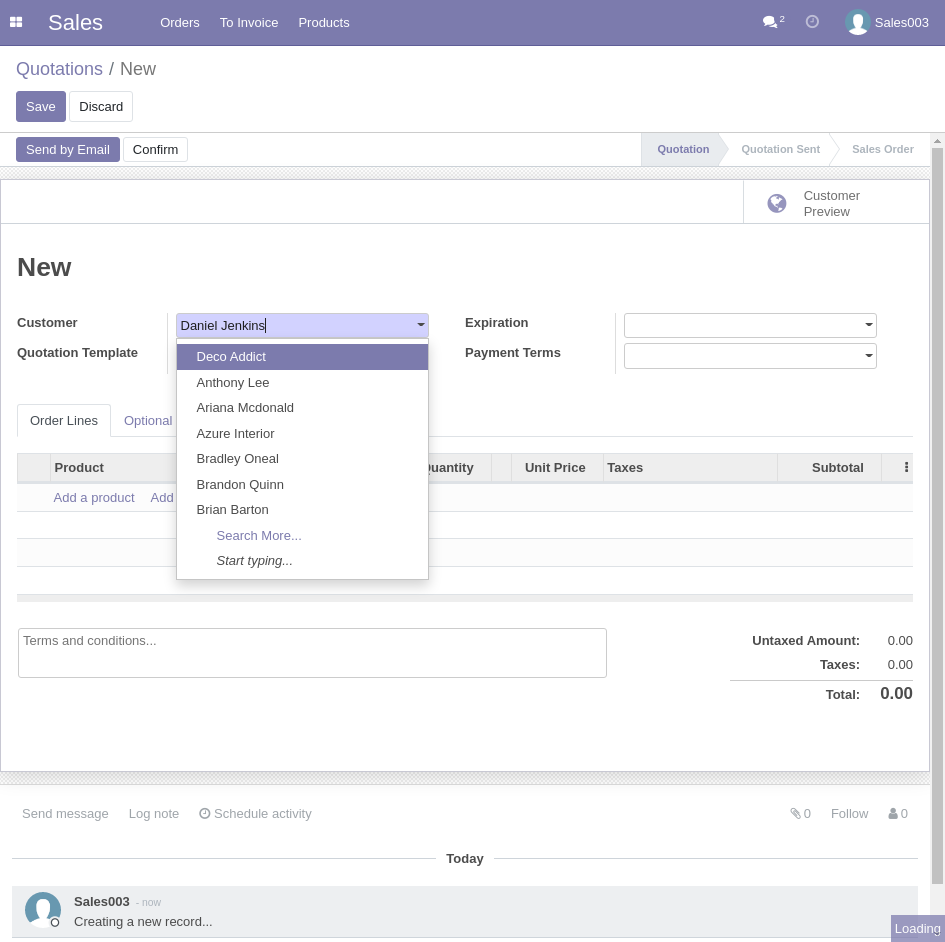 Sales Orders To Invoice Products 2 Sales003
Quotations / New
Save Discard
Send by Email Confirm Quotation Quotation Sent Sales Order
Customer
Preview
New
Customer Daniel Jenkins Expiration
Quotation Template Payment Terms
Deco Addict
Anthony Lee
Ariana Mcdonald
Azure Interior
Bradley Oneal
Brandon Quinn
Brian Barton
Search More...
Start typing...
Order Lines Optional
Product Quantity Unit Price Taxes Subtotal
Add a product Add
Terms and conditions...
Untaxed Amount: 0.00
Taxes: 0.00
Total: 0.00
Send message Log note Schedule activity 0 Follow 0
Today
Sales003 - now
Creating a new record...
Loading